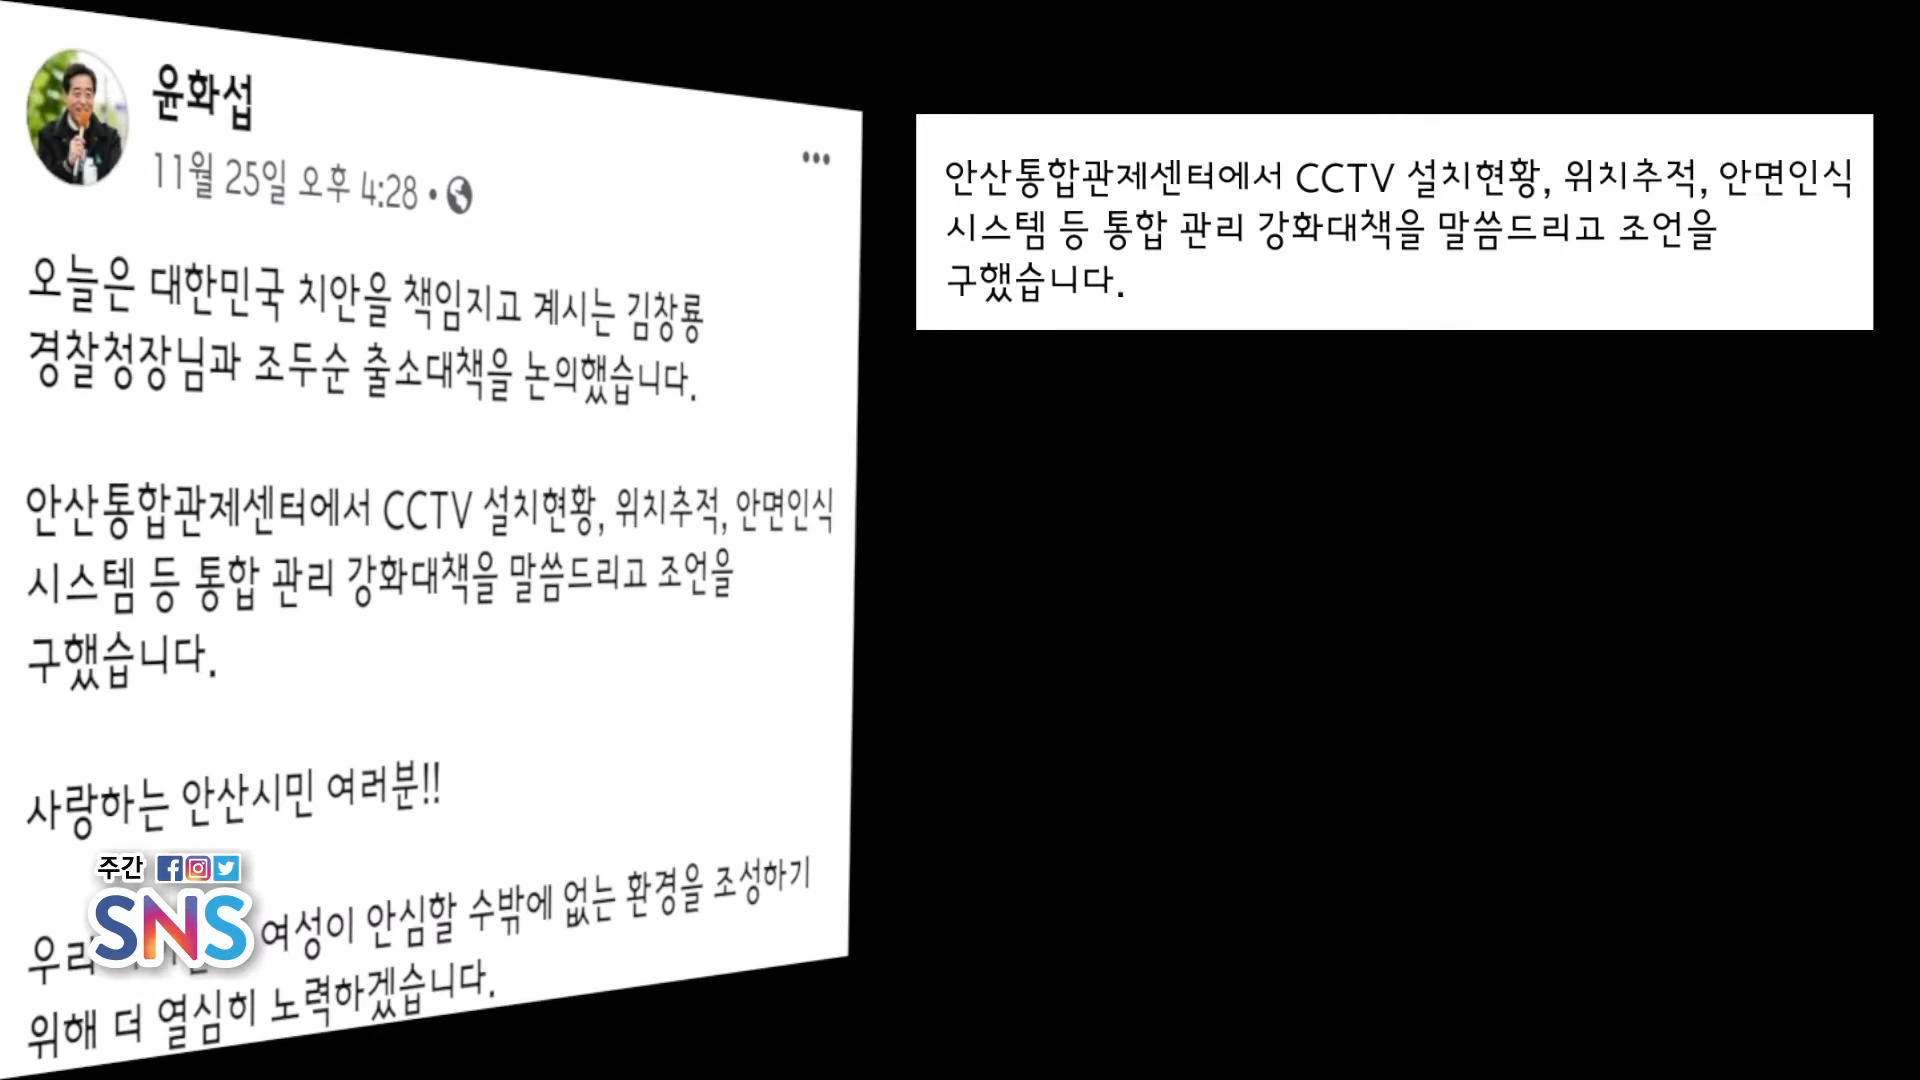 윤화섭
11월 25일 오후 4:28
오늘은 대한민국 치안을 책임지고 계시는 김창룡
경찰청장님과 조두순 출소대책을 논의했습니다.
안산통합관제센터에서 CCTV 설치현황, 위치추적, 안면인식
시스템 등 통합 관리 강화대책을 말씀드리고 조언을
구했습니다.
사랑하는 안산시민 여러분!!
우리 여성이 안심할 수밖에 없는 환경을 조성하기
위해 더 열심히 노력하겠습니다.
주간
SNS
안산통합관제센터에서 CCTV 설치현황, 위치추적, 안면인식
시스템 등 통합 관리 강화대책을 말씀드리고 조언을
구했습니다.